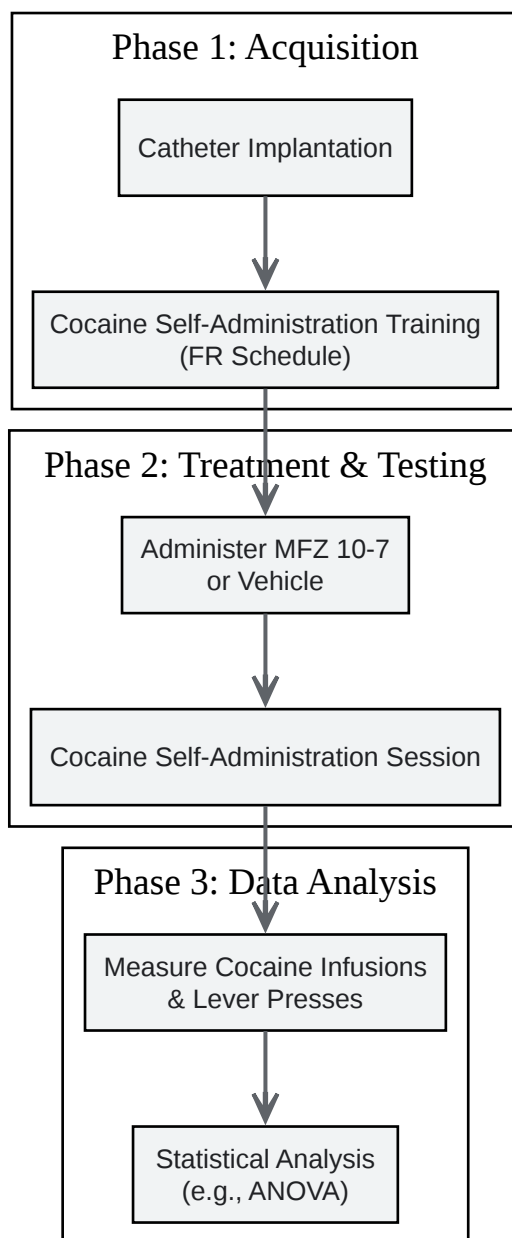 Phase 1: Acquisition
Catheter Implantation
Cocaine Self-Administration Training
(FR Schedule)
Phase 2: Treatment & Testing
Administer MFZ 10-7
or Vehicle
Cocaine Self-Administration Session
Phase 3: Data Analysis
Measure Cocaine Infusions
& Lever Presses
Statistical Analysis
(e.g., ANOVA)